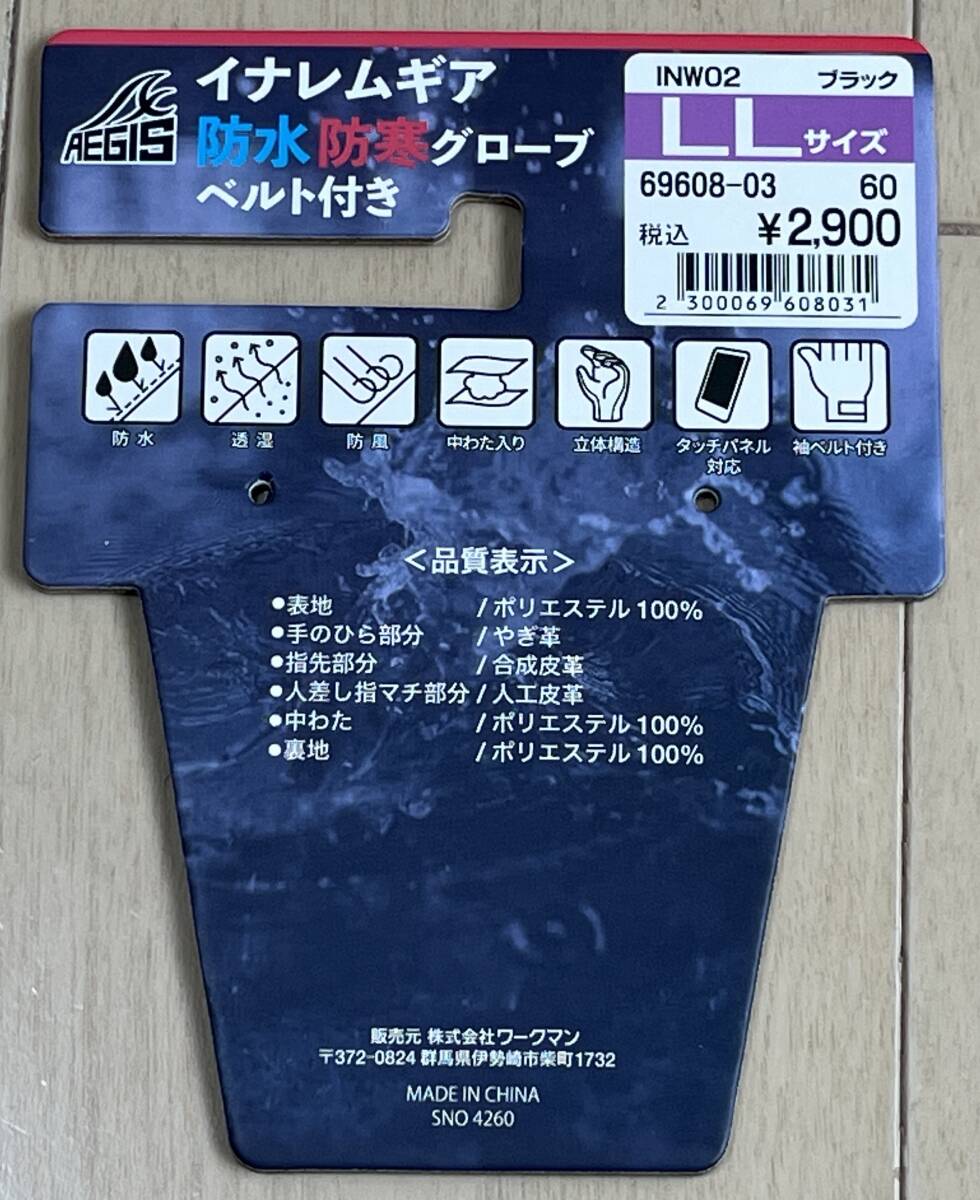 AEGIS
イナレムギア
防水防寒グローブ
ベルト付き
INW02 ブラック
LLサイズ
69608-03 60
税込 ¥2,900
2 300069 608031
防水
透湿
防風
中わた入り
立体構造
タッチパネル
対応
袖ベルト付き
<品質表示>
●表地 /ポリエステル100%
●手のひら部分 /やぎ革
●指先部分 /合成皮革
●人差し指マチ部分/人工皮革
●中わた /ポリエステル100%
●裏地 /ポリエステル100%
販売元 株式会社ワークマン
〒372-0824 群馬県伊勢崎市柴町1732
MADE IN CHINA
SNO 4260